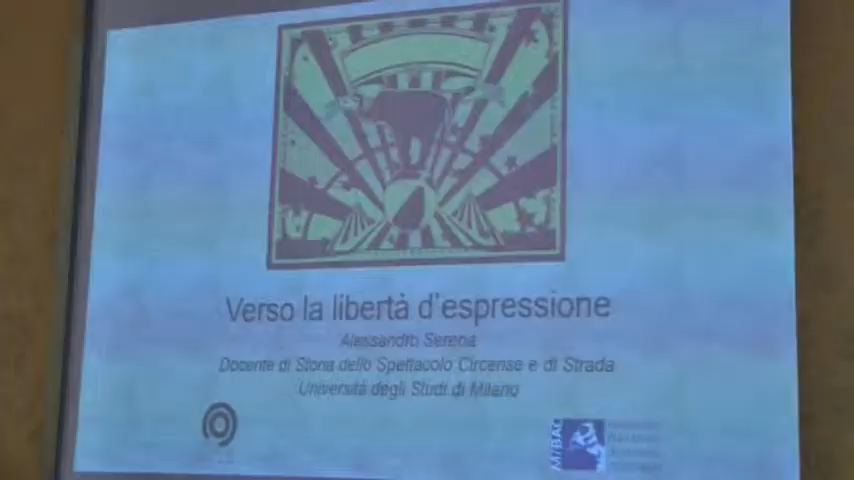 Verso la libertà d'espressione
Alessandro Serena
Docente di Storia dello Spettacolo Circense e di Strada
Università degli Studi di Milano
MiBAC